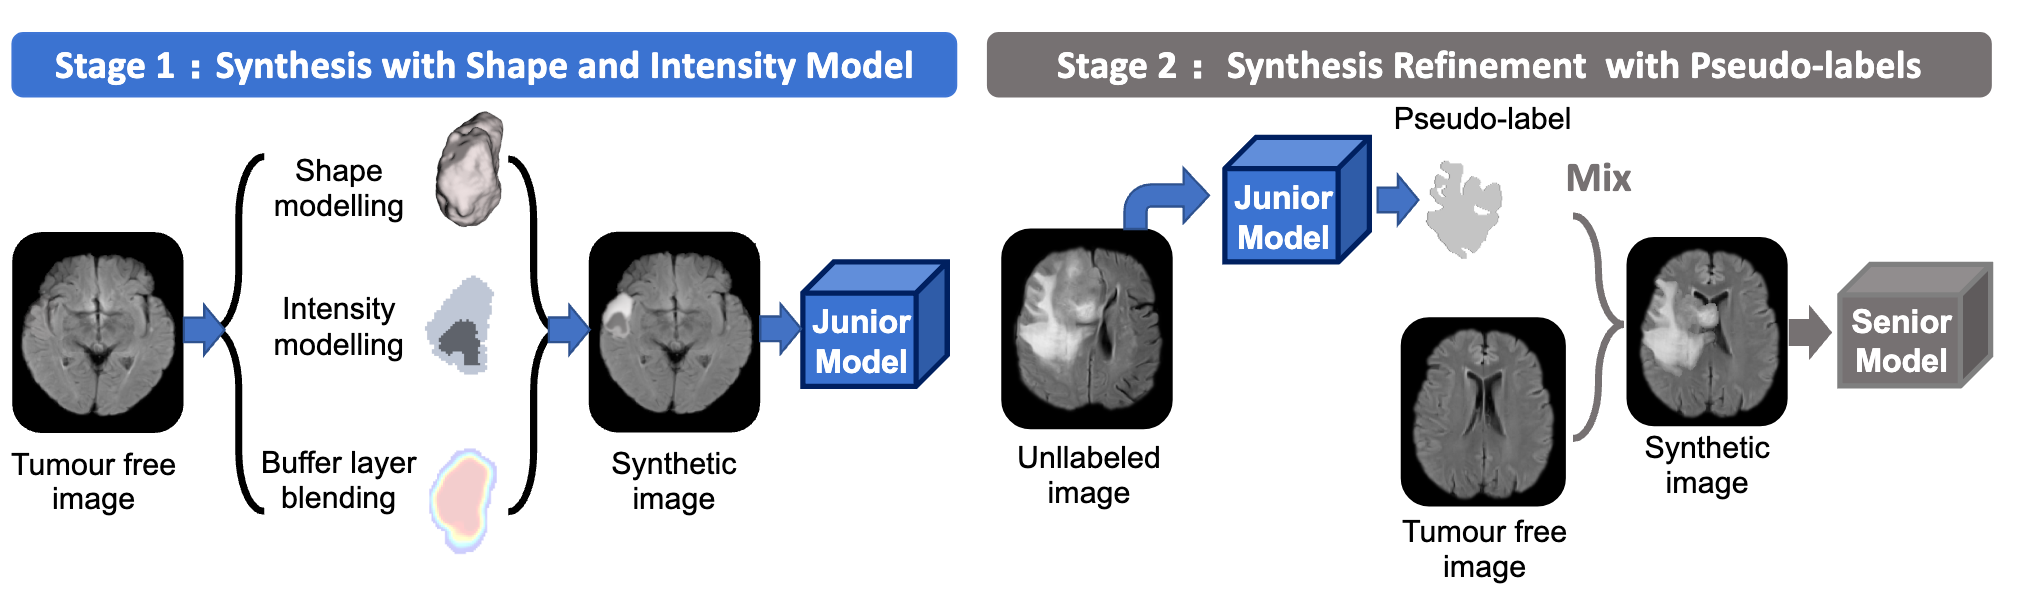 Stage 1：Synthesis with Shape and Intensity Model
Shape
modelling
Intensity
modelling
Buffer layer
blending
Tumour free
image
Synthetic
image
Junior
Model
Stage 2： Synthesis Refinement with Pseudo-labels
Pseudo-label
Junior
Model
Mix
Unllabeled
image
Tumour free
image
Synthetic
image
Senior
Model